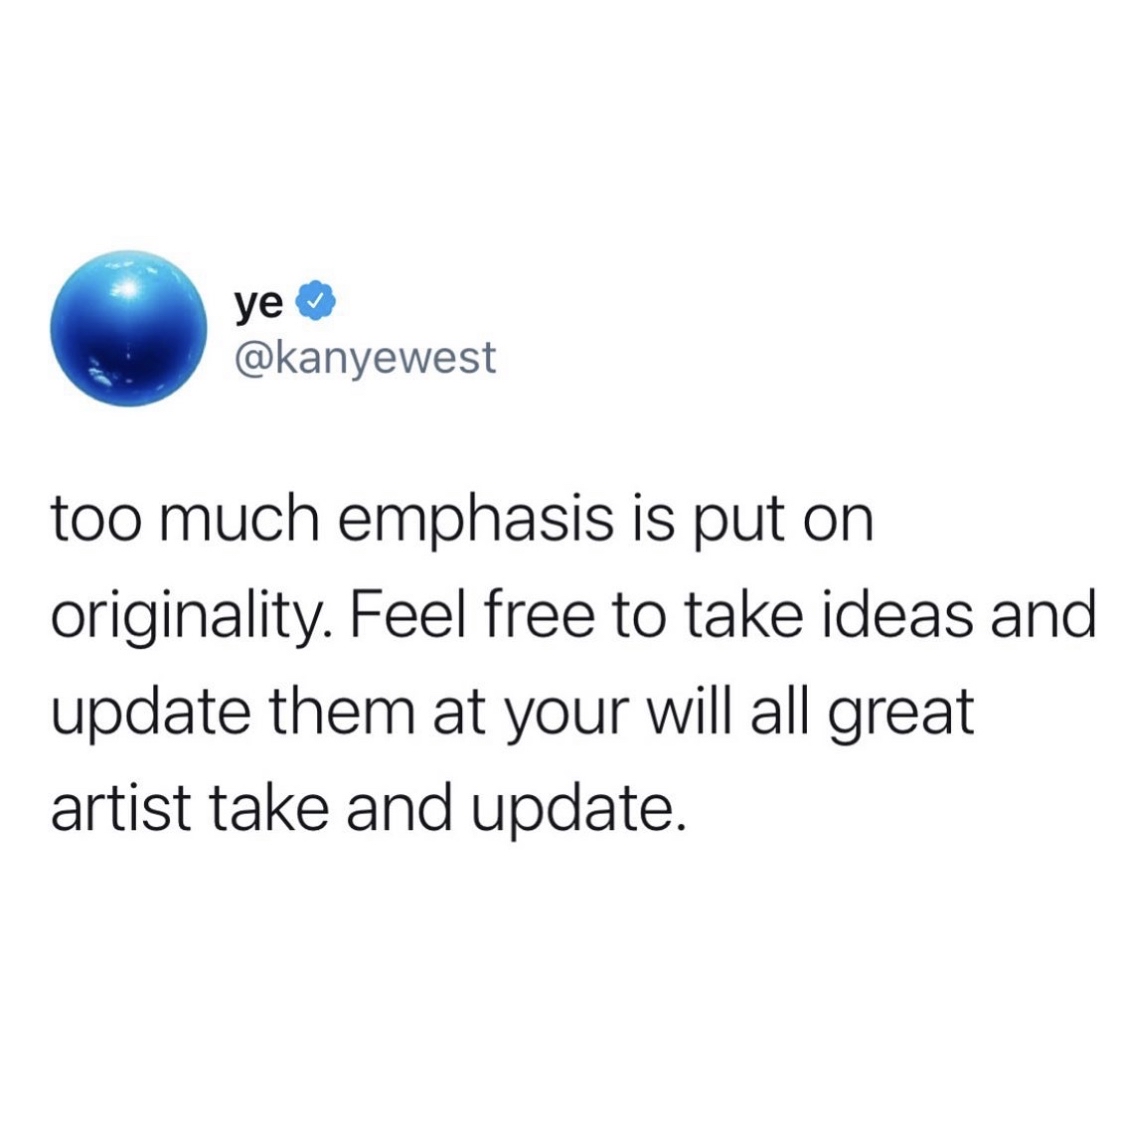 ye
@kanyewest
too much emphasis is put on
originality. Feel free to take ideas and
update them at your will all great
artist take and update.